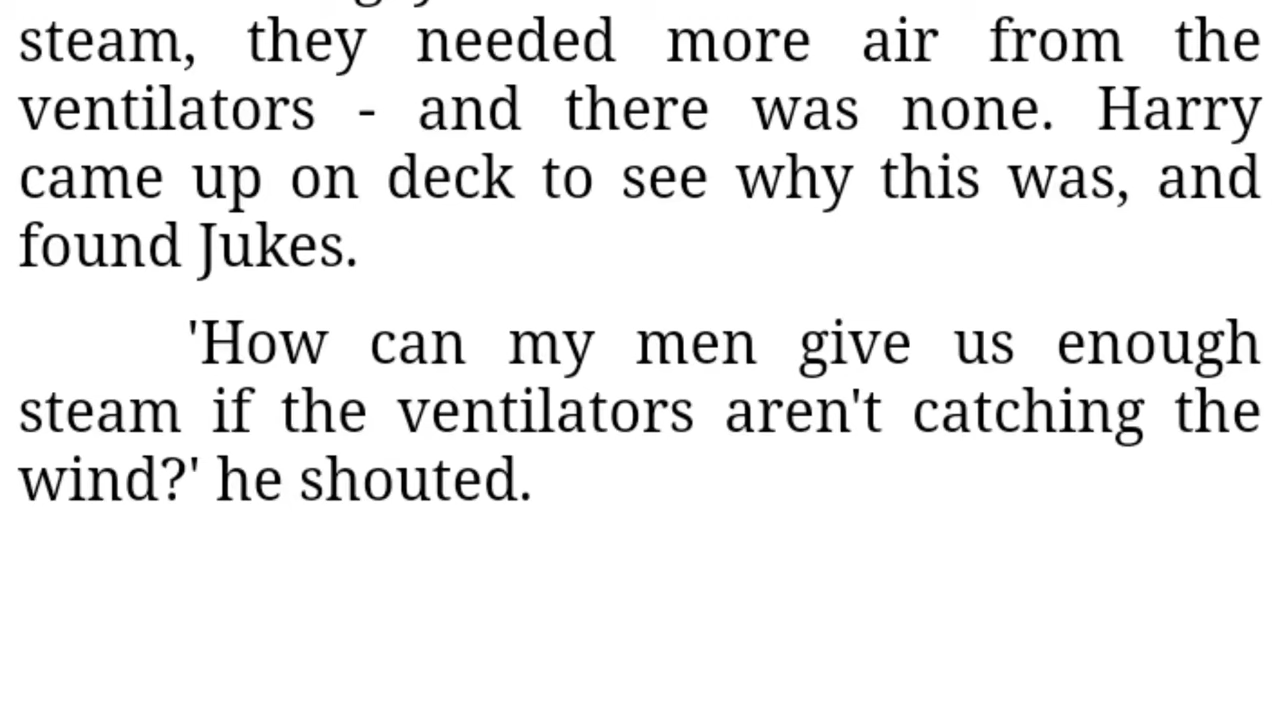 steam, they needed more air from the
ventilators - and there was none. Harry
came up on deck to see why this was, and
found Jukes.
'How can my men give us enough
steam if the ventilators aren't catching the
wind?' he shouted.